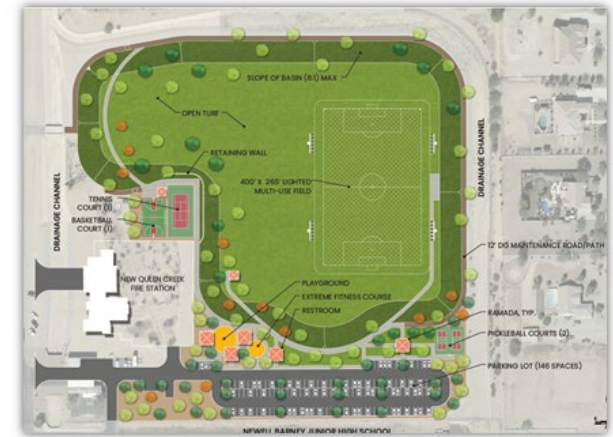 SLOPE OF BASIN (6:1) MAX
OPEN TURF
RETAINING WALL
400' X 265' LIGHTED
MULTI-USE FIELD
DRAINAGE CHANNEL
DRAINAGE CHANNEL
TENNIS
COURT (1)
BASKETBALL
COURT (1)
12' DG MAINTENANCE ROAD/PATH
NEW QUEEN CREEK
FIRE STATION
PLAYGROUND
EXTREME FITNESS COURSE
RESTROOM
RAMADA, TYP.
PICKLEBALL COURTS (2)
PARKING LOT (146 SPACES)
NEWELL BARNEY JUNIOR HIGH SCHOOL